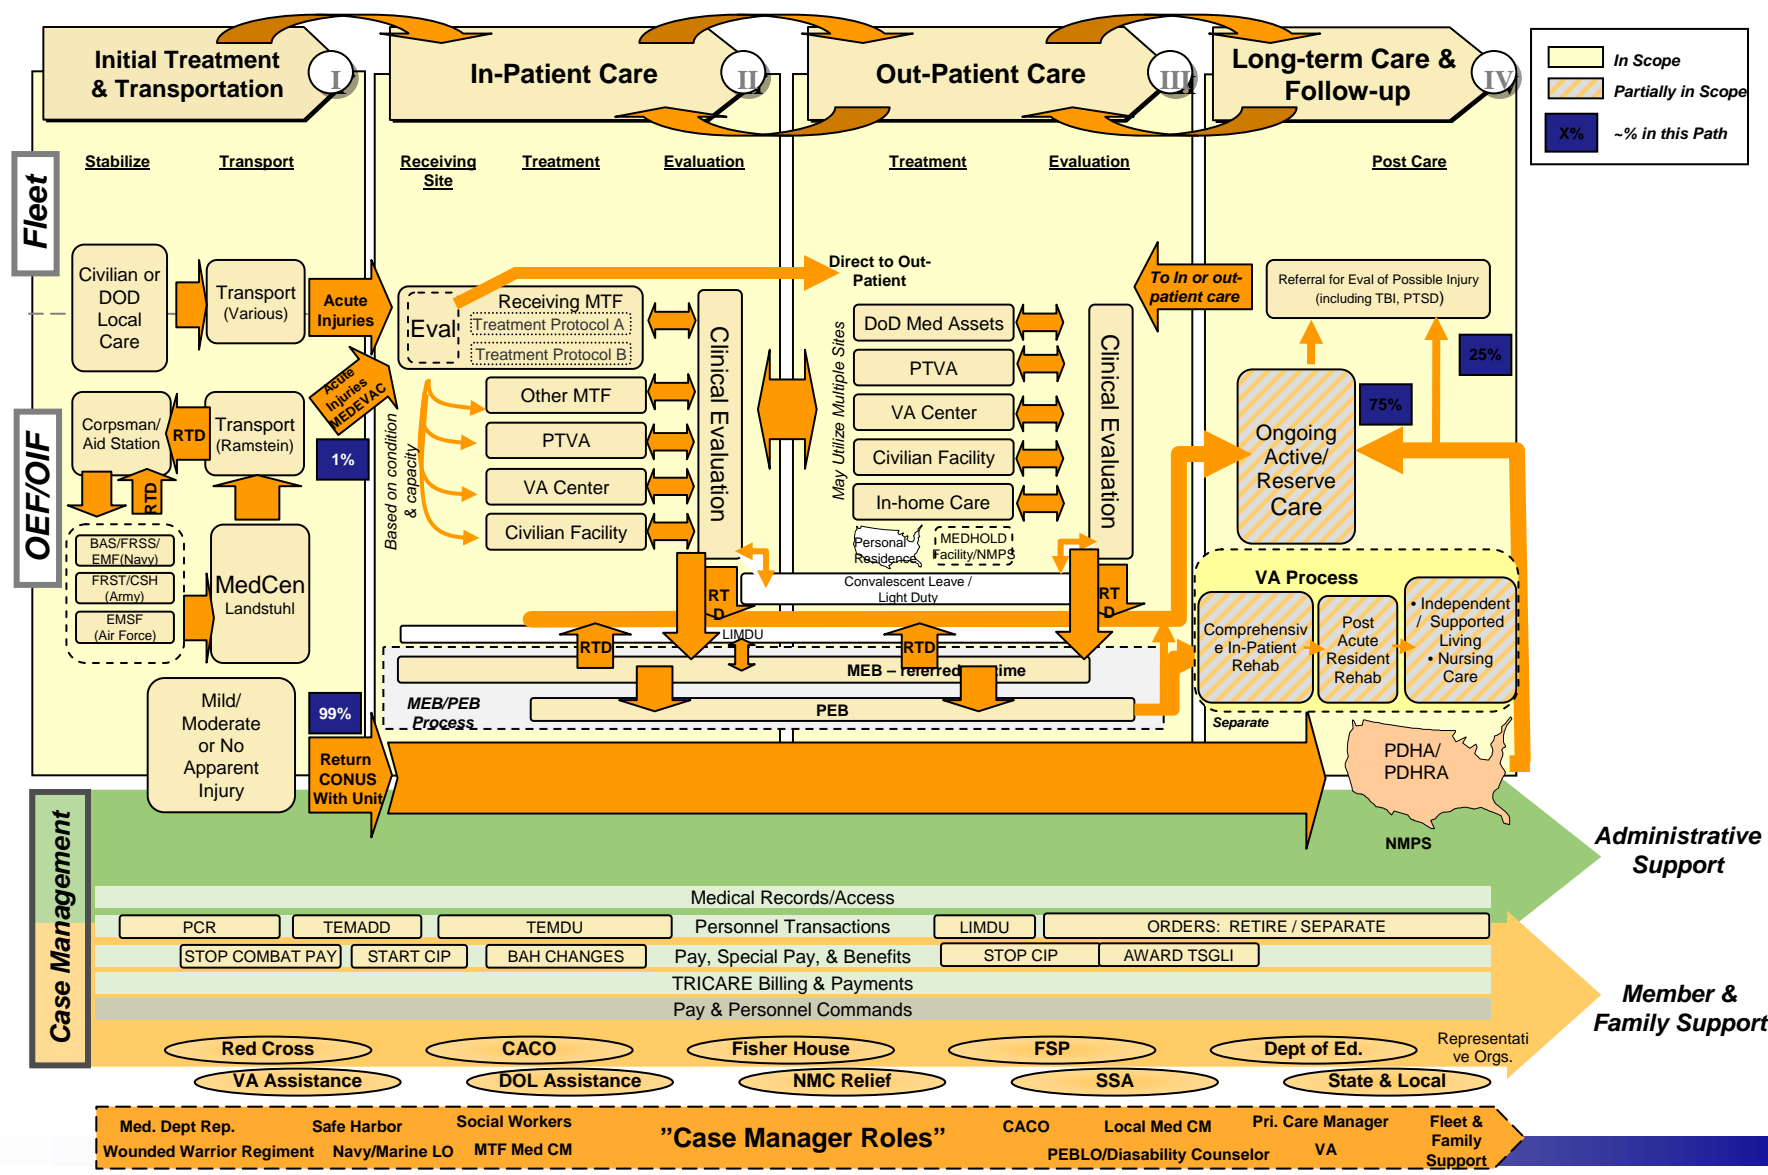 Initial Treatment
& Transportation
I
In-Patient Care
II
Out-Patient Care
III
Long-term Care &
Follow-up
IV
In Scope
Partially in Scope
X%
~% in this Path
Fleet
OEF/OIF
Stabilize
Transport
Receiving
Site
Treatment
Evaluation
Treatment
Evaluation
Post Care
Civilian or
DOD
Local
Care
Transport
(Various)
Acute
Injuries
Corpsman/
Aid Station
RTD
Transport
(Ramstein)
Acute
Injuries
MEDEVAC
1%
RTD
BAS/FRSS/
EMF(Navy)
FRST/CSH
(Army)
EMSF
(Air Force)
MedCen
Landstuhl
Mild/
Moderate
or No
Apparent
Injury
99%
Return
CONUS
With Unit
Eval
Receiving MTF
Treatment Protocol A
Treatment Protocol B
Based on condition
& capacity
Other MTF
PTVA
VA Center
Civilian Facility
Clinical Evaluation
Direct to Out-
Patient
May Utilize Multiple Sites
DoD Med Assets
PTVA
VA Center
Civilian Facility
In-home Care
Personal
Residence
MEDHOLD
Facility/NMPS
Clinical Evaluation
Convalescent Leave /
Light Duty
RT
D
RT
D
LIMDU
RTD
RTD
MEB – referred
time
MEB/PEB
Process
PEB
To In or out-
patient care
Referral for Eval of Possible Injury
(including TBI, PTSD)
25%
75%
Ongoing
Active/
Reserve
Care
VA Process
Comprehensiv
e In-Patient
Rehab
Post
Acute
Resident
Rehab
• Independent
/ Supported
Living
• Nursing
Care
Separate
PDHA/
PDHRA
NMPS
Case Management
Administrative
Support
Medical Records/Access
PCR
TEMADD
TEMDU
Personnel Transactions
LIMDU
ORDERS: RETIRE / SEPARATE
STOP COMBAT PAY
START CIP
BAH CHANGES
Pay, Special Pay, & Benefits
STOP CIP
AWARD TSGLI
TRICARE Billing & Payments
Pay & Personnel Commands
Member &
Family Support
Red Cross
CACO
Fisher House
FSP
Dept of Ed.
Representati
ve Orgs.
VA Assistance
DOL Assistance
NMC Relief
SSA
State & Local
Med. Dept Rep.
Safe Harbor
Social Workers
”Case Manager Roles”
CACO
Local Med CM
Pri. Care Manager
Fleet &
Family
Support
Wounded Warrior Regiment
Navy/Marine LO
MTF Med CM
PEBLO/Diasability Counselor
VA